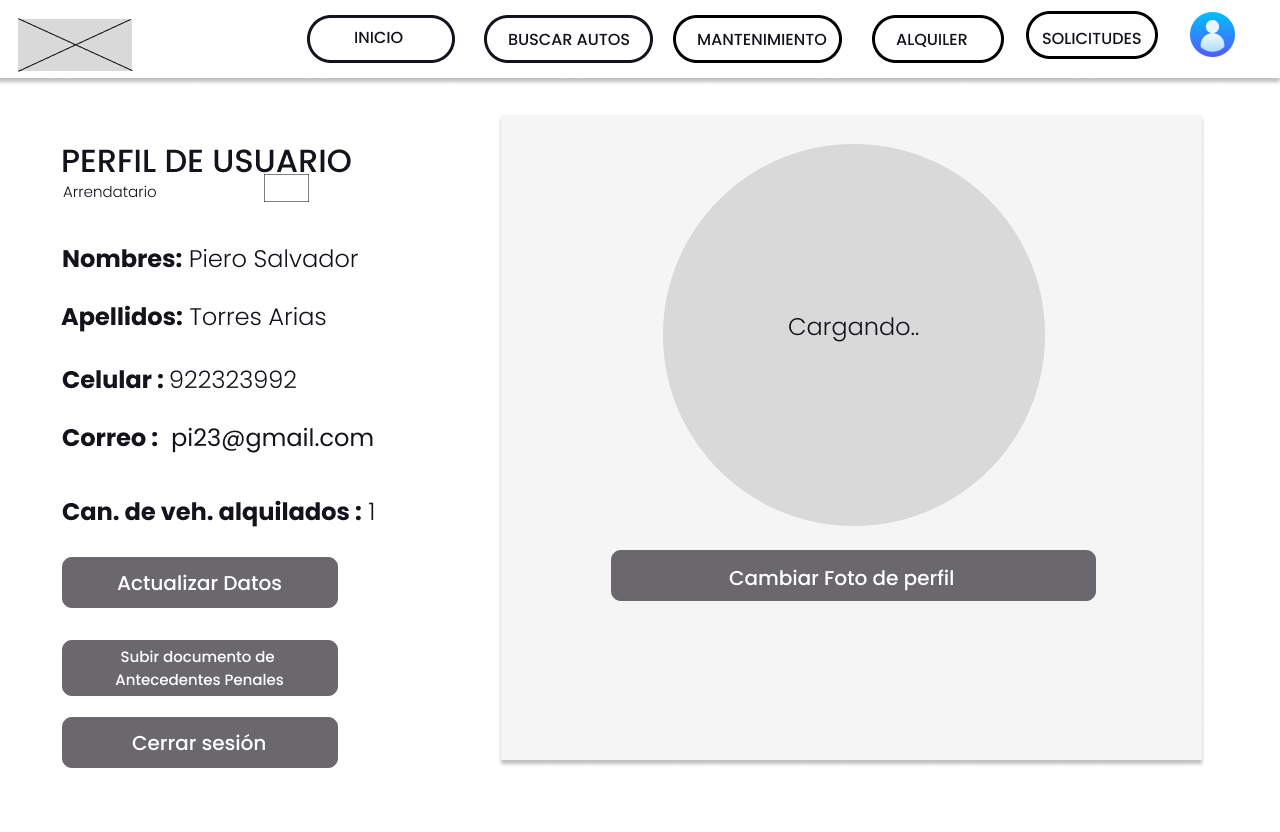 INICIO
BUSCAR AUTOS
MANTENIMIENTO
ALQUILER
SOLICITUDES
PERFIL DE USUARIO
Arrendatario
Nombres: Piero Salvador
Apellidos: Torres Arias
Celular : 922323992
Correo : pi23@gmail.com
Can. de veh. alquilados : 1
Actualizar Datos
Subir documento de
Antecedentes Penales
Cerrar sesión
Cargando..
Cambiar Foto de perfil